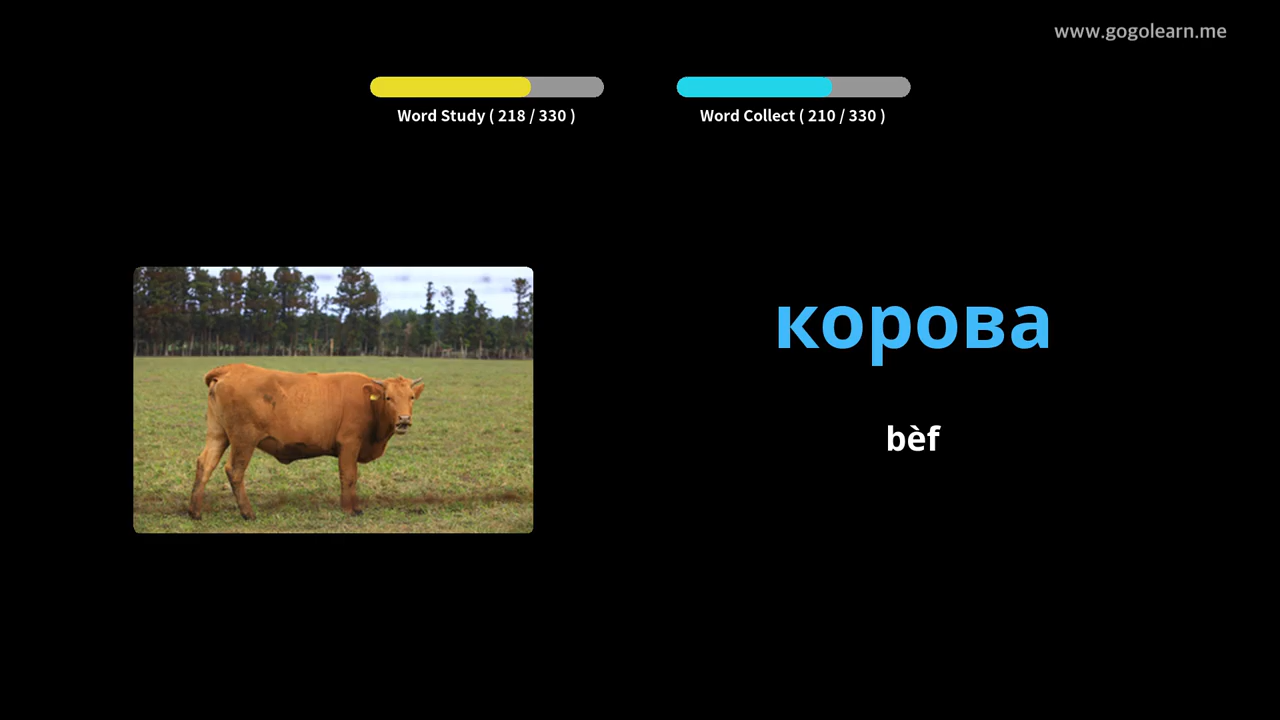 www.gogolearn.me
Word Study ( 218 / 330 )
Word Collect ( 210 / 330 )
корова
bèf